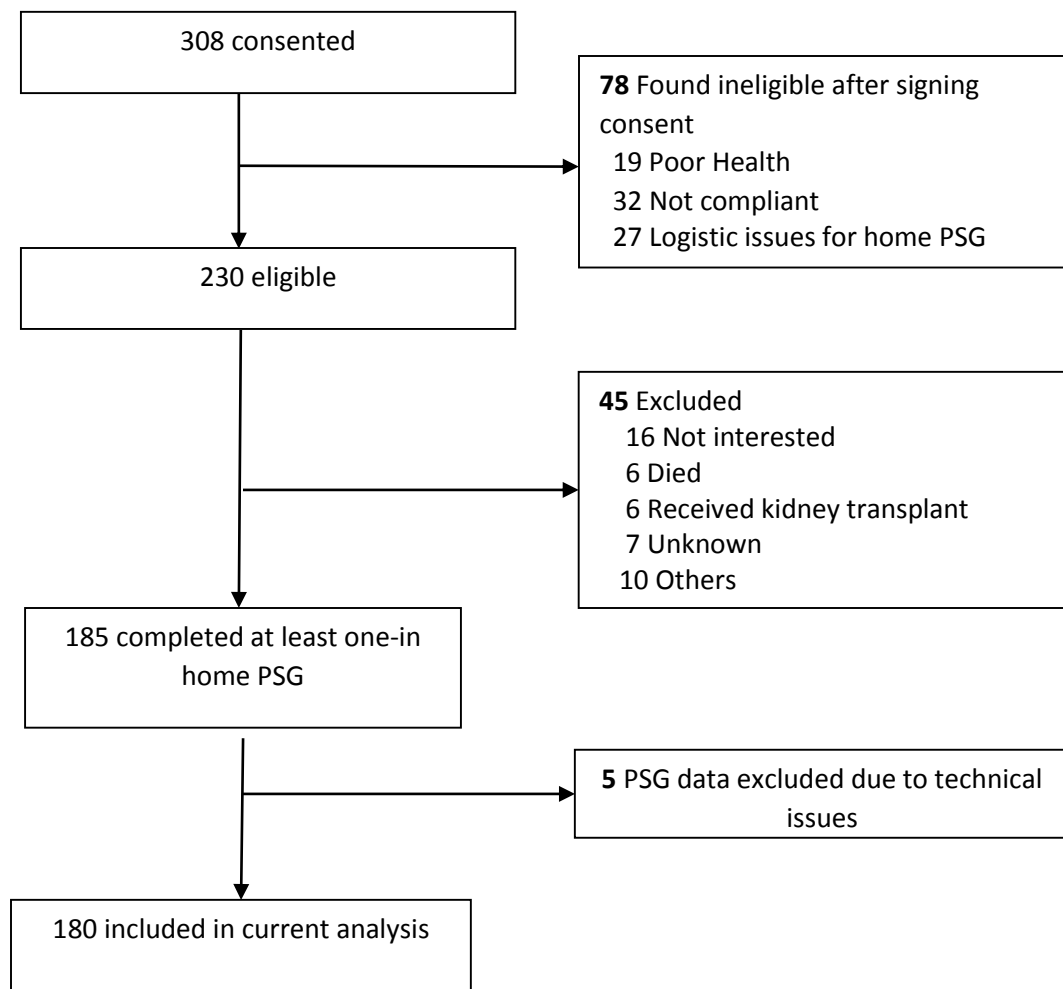 308 consented
78 Found ineligible after signing
consent
19 Poor Health
32 Not compliant
27 Logistic issues for home PSG
230 eligible
45 Excluded
16 Not interested
6 Died
6 Received kidney transplant
7 Unknown
10 Others
185 completed at least one-in
home PSG
5 PSG data excluded due to technical
issues
180 included in current analysis